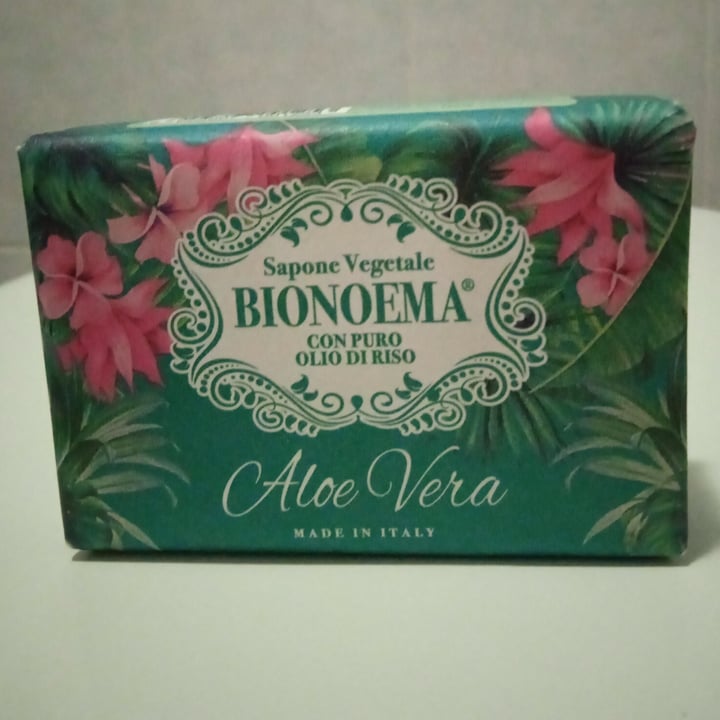 Sapone Vegetale
BIONOEMA®
CON PURO
OLIO DI RISO
Aloe Vera
MADE IN ITALY